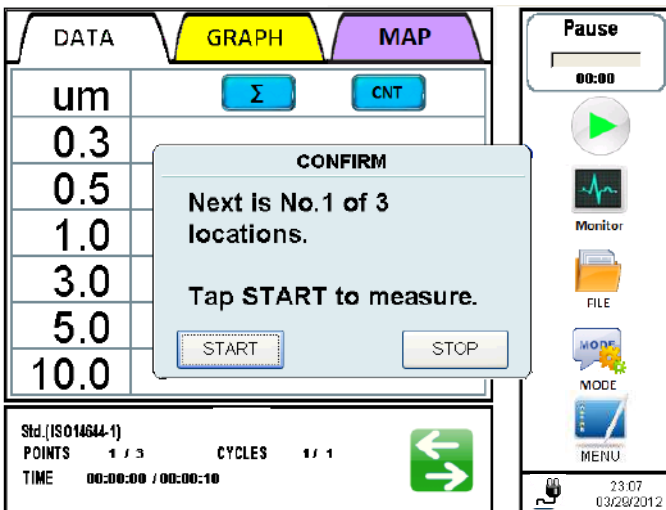 DATA GRAPH MAP
um Σ CNT
0.3
0.5
1.0
3.0
5.0
10.0
CONFIRM
Next is No.1 of 3
locations.
Tap START to measure.
START STOP
Std.(ISO14644-1)
POINTS 1 / 3 CYCLES 1 / 1
TIME 00:00:00 / 00:00:10
Pause
00:00
Monitor
FILE
MODE
MODE
MENU
23:07
03/29/2012